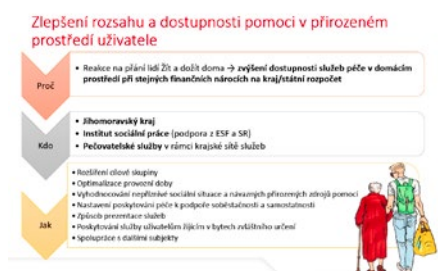 Zlepšení rozsahu a dostupnosti pomoci v přirozeném
prostředí uživatele
Proč
• Reakce na přání lidí Žít a dožít doma → zvýšení dostupnosti služeb péče v domácím
prostředí při stejných finančních nárocích na kraj/státní rozpočet
Kdo
• Jihomoravský kraj
• Institut sociální práce (podpora z ESF a SR)
• Pečovatelské služby v rámci krajské sítě služeb
Jak
• Rozšíření cílové skupiny
• Optimalizace provozní doby
• Vyhodnocování nepříznivé sociální situace a návazných přirozených zdrojů pomoci
• Nastavení poskytování péče k podpoře soběstačnosti a samostatnosti
• Způsob prezentace služeb
• Poskytování služby uživatelům žijícím v bytech zvláštního určení
• Spolupráce s dalšími subjekty